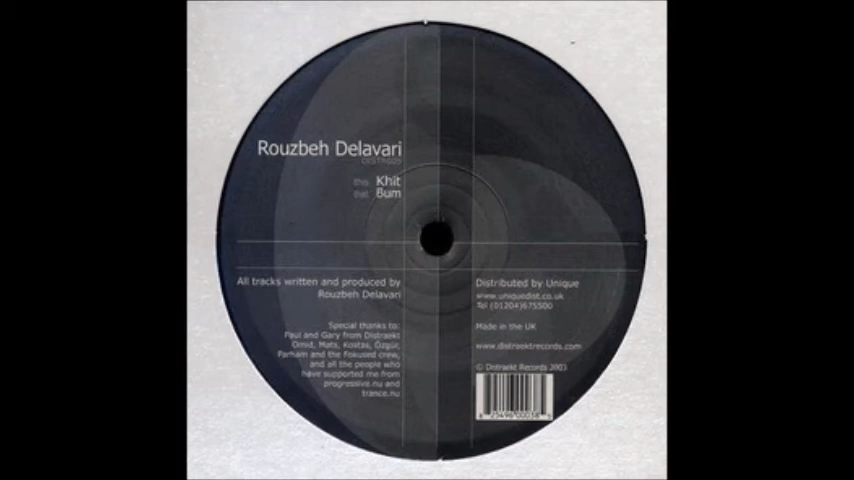 Rouzbeh Delavari
this: Khit
that: Bum
All tracks written and produced by
Rouzbeh Delavari
Special thanks to:
Paul and Gary from Distraekt
Omid, Mats, Kostas, Özgür,
Parham and the Fokused crew,
and all the people who
have supported me from
progressive.nu and
trance.nu
Distributed by Unique
www.uniquedist.co.uk
Tel (01204)675500
Made in the UK
www.distraektrecords.com
© Distraekt Records 2003